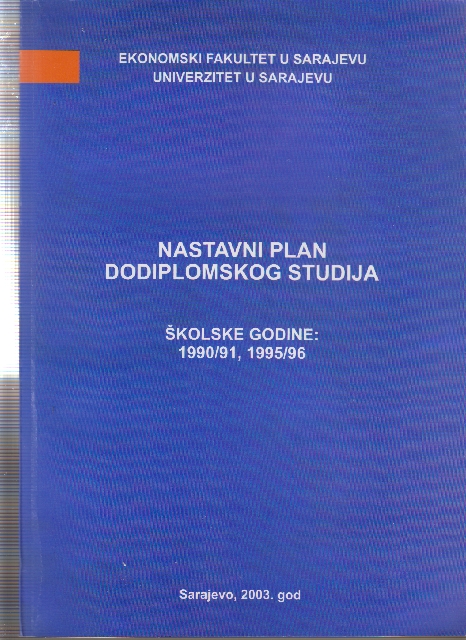 EKONOMSKI FAKULTET U SARAJEVU
UNIVERZITET U SARAJEVU
NASTAVNI PLAN
DODIPLOMSKOG STUDIJA
ŠKOLSKE GODINE:
1990/91, 1995/96
Sarajevo, 2003. god